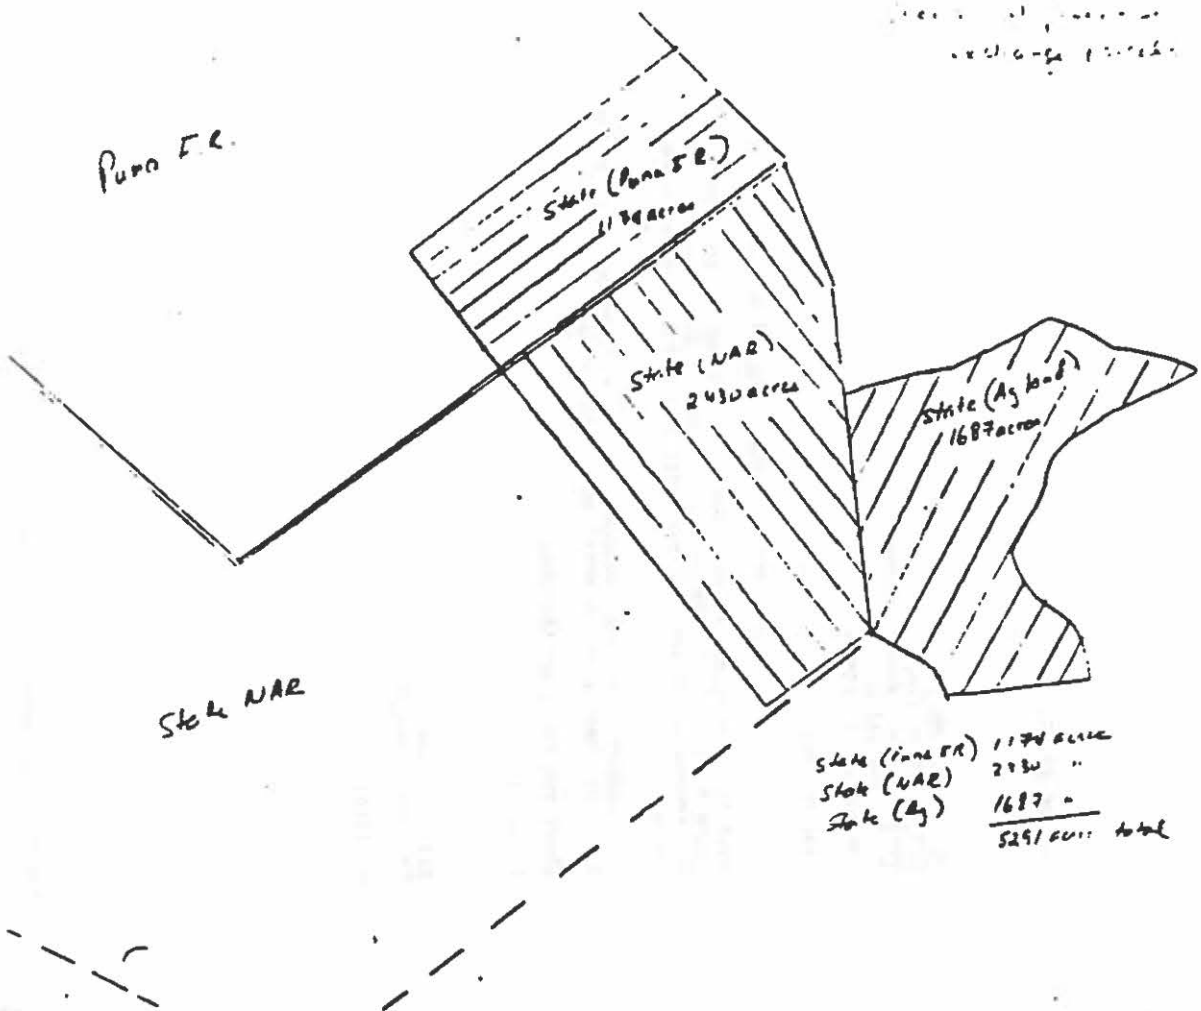 exchange
Puna F.R.
State (Puna F.R.)
1174 acres
State (NAR)
2430 acres
State (Ag land)
1687 acres
State NAR
State (Puna FR) 1174 acres
State (NAR) 2430 "
State (Ag) 1687 "
5291 acres total